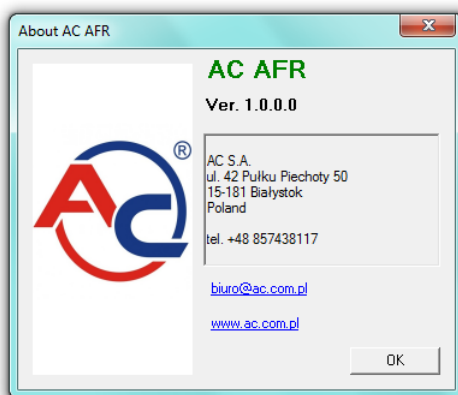 About AC AFR
AC AFR
Ver. 1.0.0.0
AC ®
AC S.A.
ul. 42 Pułku Piechoty 50
15-181 Białystok
Poland
tel. +48 857438117
biuro@ac.com.pl
www.ac.com.pl
OK